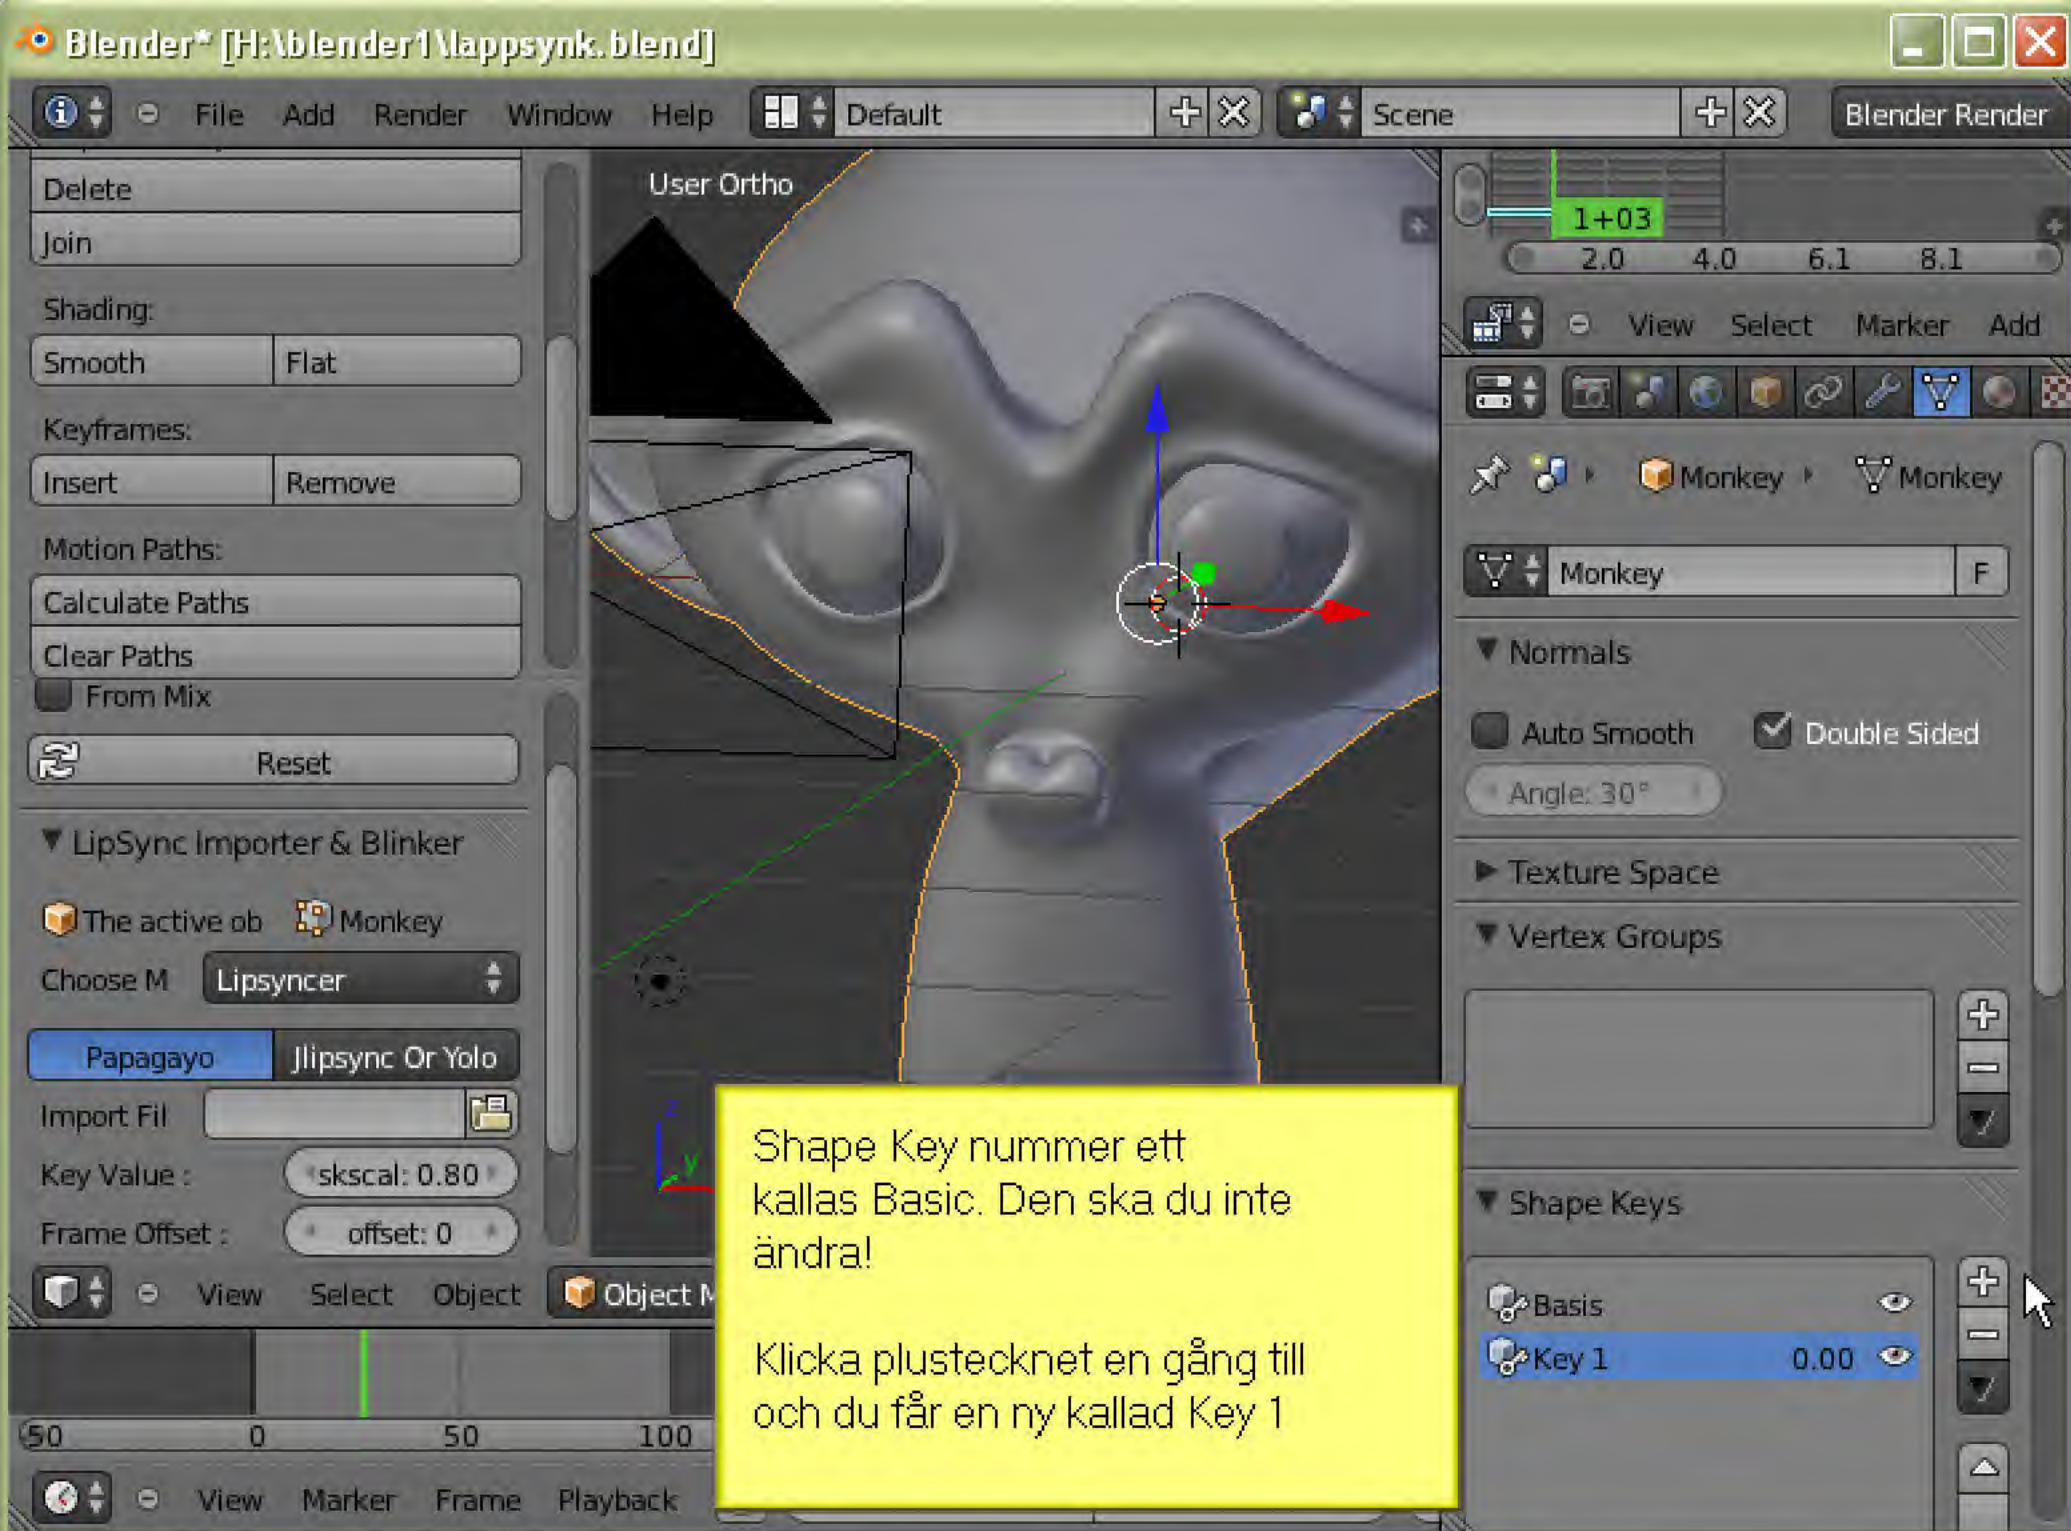 Blender* [H:\blender1\lappsynk.blend]
File Add Render Window Help Default Scene Blender Render
Delete
Join
Shading:
Smooth Flat
Keyframes:
Insert Remove
Motion Paths:
Calculate Paths
Clear Paths
From Mix
Reset
LipSync Importer & Blinker
The active ob Monkey
Choose M Lipsyncer
Papagayo Jlipsync Or Yolo
Import Fil
Key Value : skscal: 0.80
Frame Offset : offset: 0
View Select Object Object M
-50 0 50 100
View Marker Frame Playback
User Ortho
z
y
Shape Key nummer ett
kallas Basic. Den ska du inte
ändra!
Klicka plustecknet en gång till
och du får en ny kallad Key 1
1+03
2.0 4.0 6.1 8.1
View Select Marker Add
Monkey Monkey
Monkey F
Normals
Auto Smooth Double Sided
Angle: 30°
Texture Space
Vertex Groups
Shape Keys
Basis
Key 1 0.00